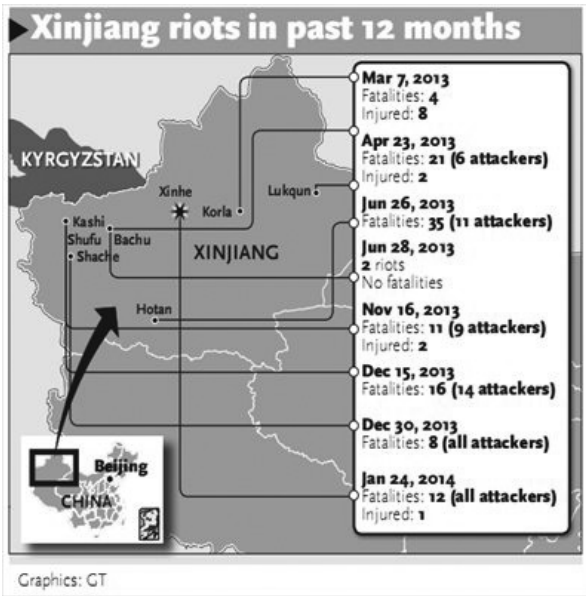 Xinjiang riots in past 12 months
KYRGYZSTAN
Xinhe
Lukqun
Korla
Kashi
Shufu
Bachu
Shache
XINJIANG
Hotan
Beijing
CHINA
Mar 7, 2013
Fatalities: 4
Injured: 8
Apr 23, 2013
Fatalities: 21 (6 attackers)
Injured: 2
Jun 26, 2013
Fatalities: 35 (11 attackers)
Jun 28, 2013
2 riots
No fatalities
Nov 16, 2013
Fatalities: 11 (9 attackers)
Injured: 2
Dec 15, 2013
Fatalities: 16 (14 attackers)
Dec 30, 2013
Fatalities: 8 (all attackers)
Jan 24, 2014
Fatalities: 12 (all attackers)
Injured: 1
Graphics: GT